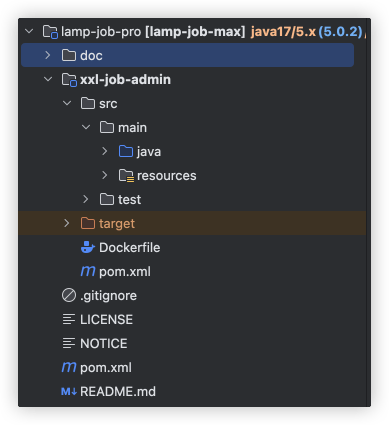 lamp-job-pro [lamp-job-max] java17/5.x (5.0.2)
doc
xxl-job-admin
src
main
java
resources
test
target
Dockerfile
m pom.xml
.gitignore
LICENSE
NOTICE
m pom.xml
M↓ README.md